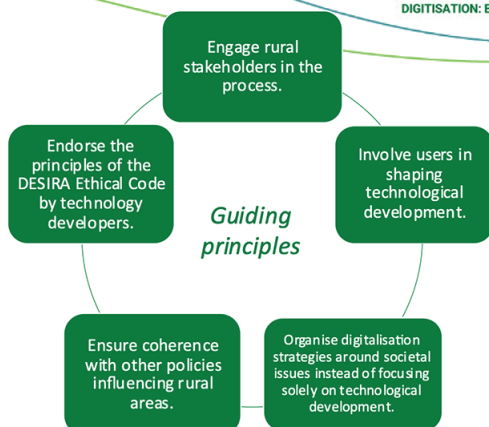 DIGITISATION:
Engage rural
stakeholders in the
process.
Endorse the
principles of the
DESIRA Ethical Code
by technology
developers.
Involve users in
shaping
technological
development.
Guiding
principles
Ensure coherence
with other policies
influencing rural
areas.
Organise digitalisation
strategies around societal
issues instead of focusing
solely on technological
development.